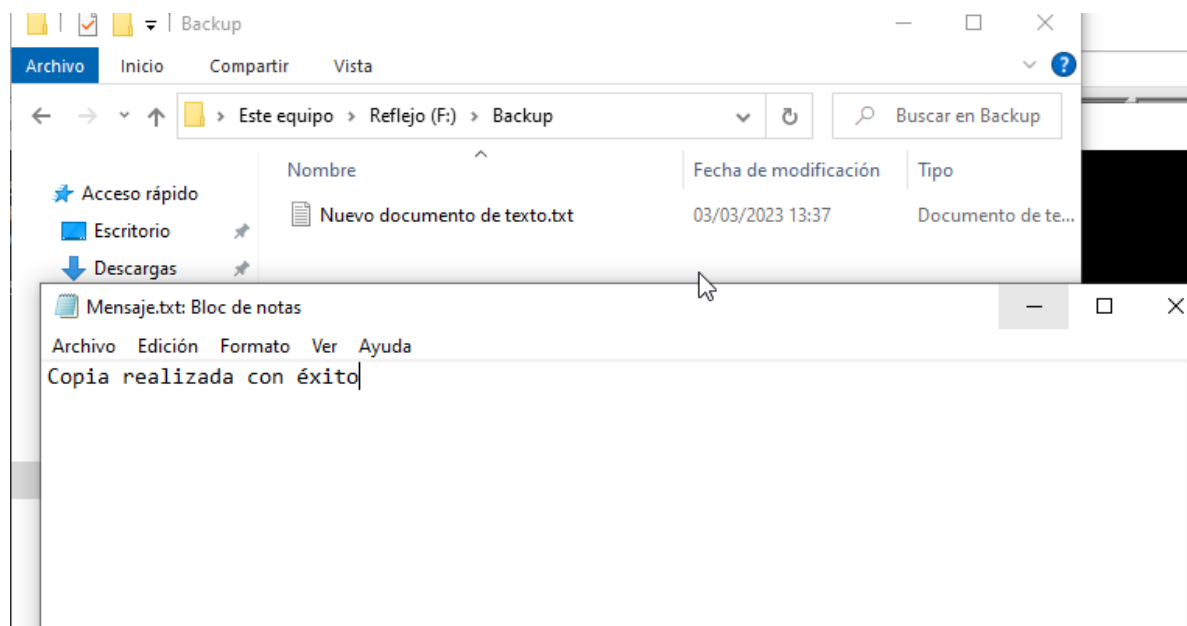 Backup
Archivo Inicio Compartir Vista
Este equipo > Reflejo (F:) > Backup Buscar en Backup
Nombre Fecha de modificación Tipo
Acceso rápido
Nuevo documento de texto.txt 03/03/2023 13:37 Documento de te...
Escritorio
Descargas
Mensaje.txt: Bloc de notas
Archivo Edición Formato Ver Ayuda
Copia realizada con éxito